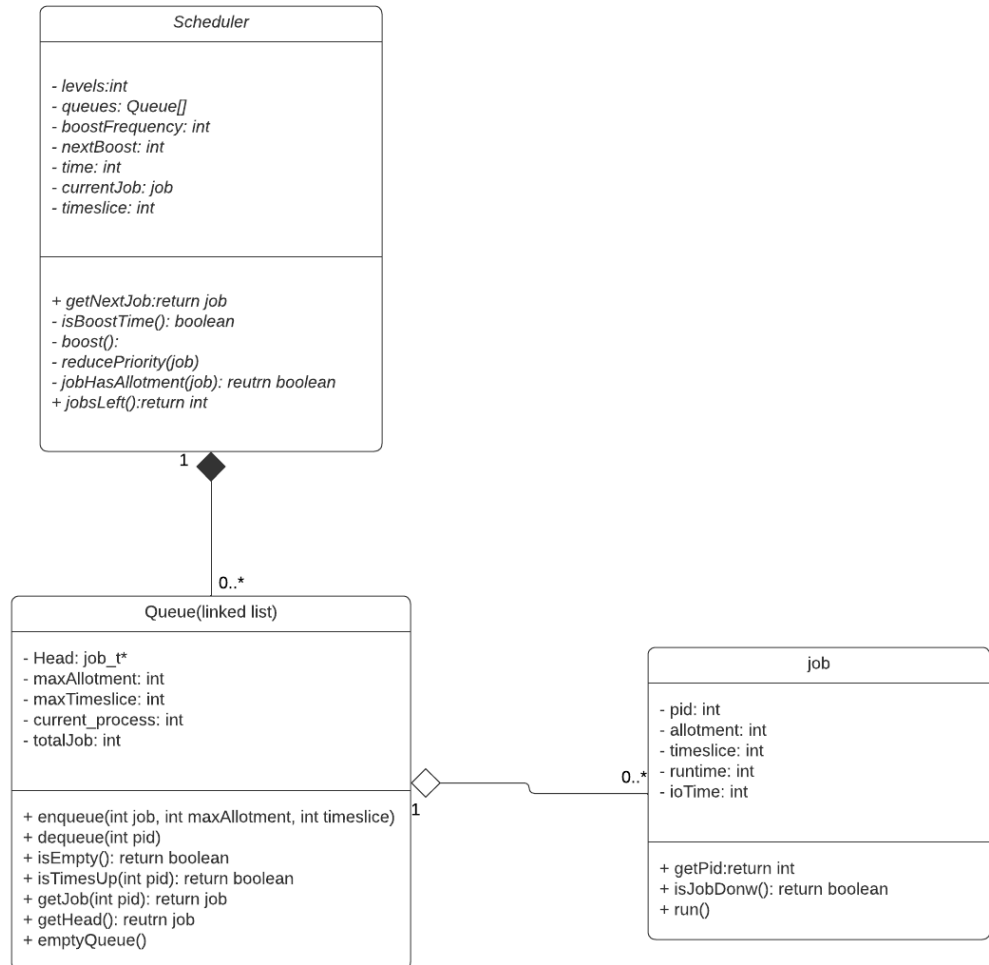 Scheduler
- levels:int
- queues: Queue[]
- boostFrequency: int
- nextBoost: int
- time: int
- currentJob: job
- timeslice: int
+ getNextJob:return job
- isBoostTime(): boolean
- boost():
- reducePriority(job)
- jobHasAllotment(job): reutrn boolean
+ jobsLeft():return int
1
0..*
Queue(linked list)
- Head: job_t*
- maxAllotment: int
- maxTimeslice: int
- current_process: int
- totalJob: int
+ enqueue(int job, int maxAllotment, int timeslice)
+ dequeue(int pid)
+ isEmpty(): return boolean
+ isTimesUp(int pid): return boolean
+ getJob(int pid): return job
+ getHead(): reutrn job
+ emptyQueue()
1
0..*
job
- pid: int
- allotment: int
- timeslice: int
- runtime: int
- ioTime: int
+ getPid:return int
+ isJobDonw(): return boolean
+ run()